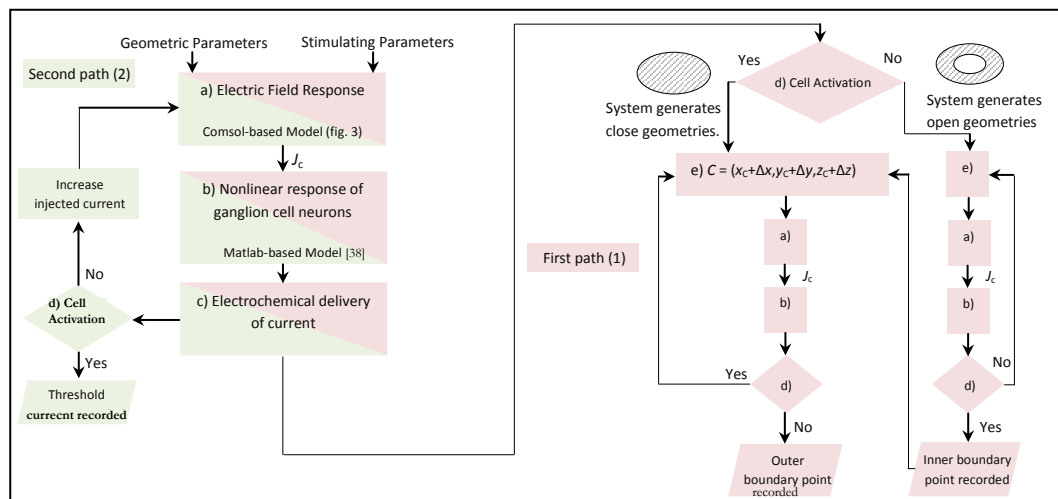 Geometric Parameters
Stimulating Parameters
Second path (2)
a) Electric Field Response
Comsol-based Model (fig. 3)
Jc
b) Nonlinear response of
ganglion cell neurons
Matlab-based Model [38]
c) Electrochemical delivery
of current
Increase
injected current
No
d) Cell
Activation
Yes
Threshold
currecnt recorded
Yes
No
d) Cell Activation
System generates
close geometries.
System generates
open geometries
First path (1)
e) C = (xC+Δx,yC+Δy,zC+Δz)
a)
Jc
b)
Yes
d)
No
Outer
boundary point
recorded
e)
a)
Jc
b)
No
d)
Yes
Inner boundary
point recorded